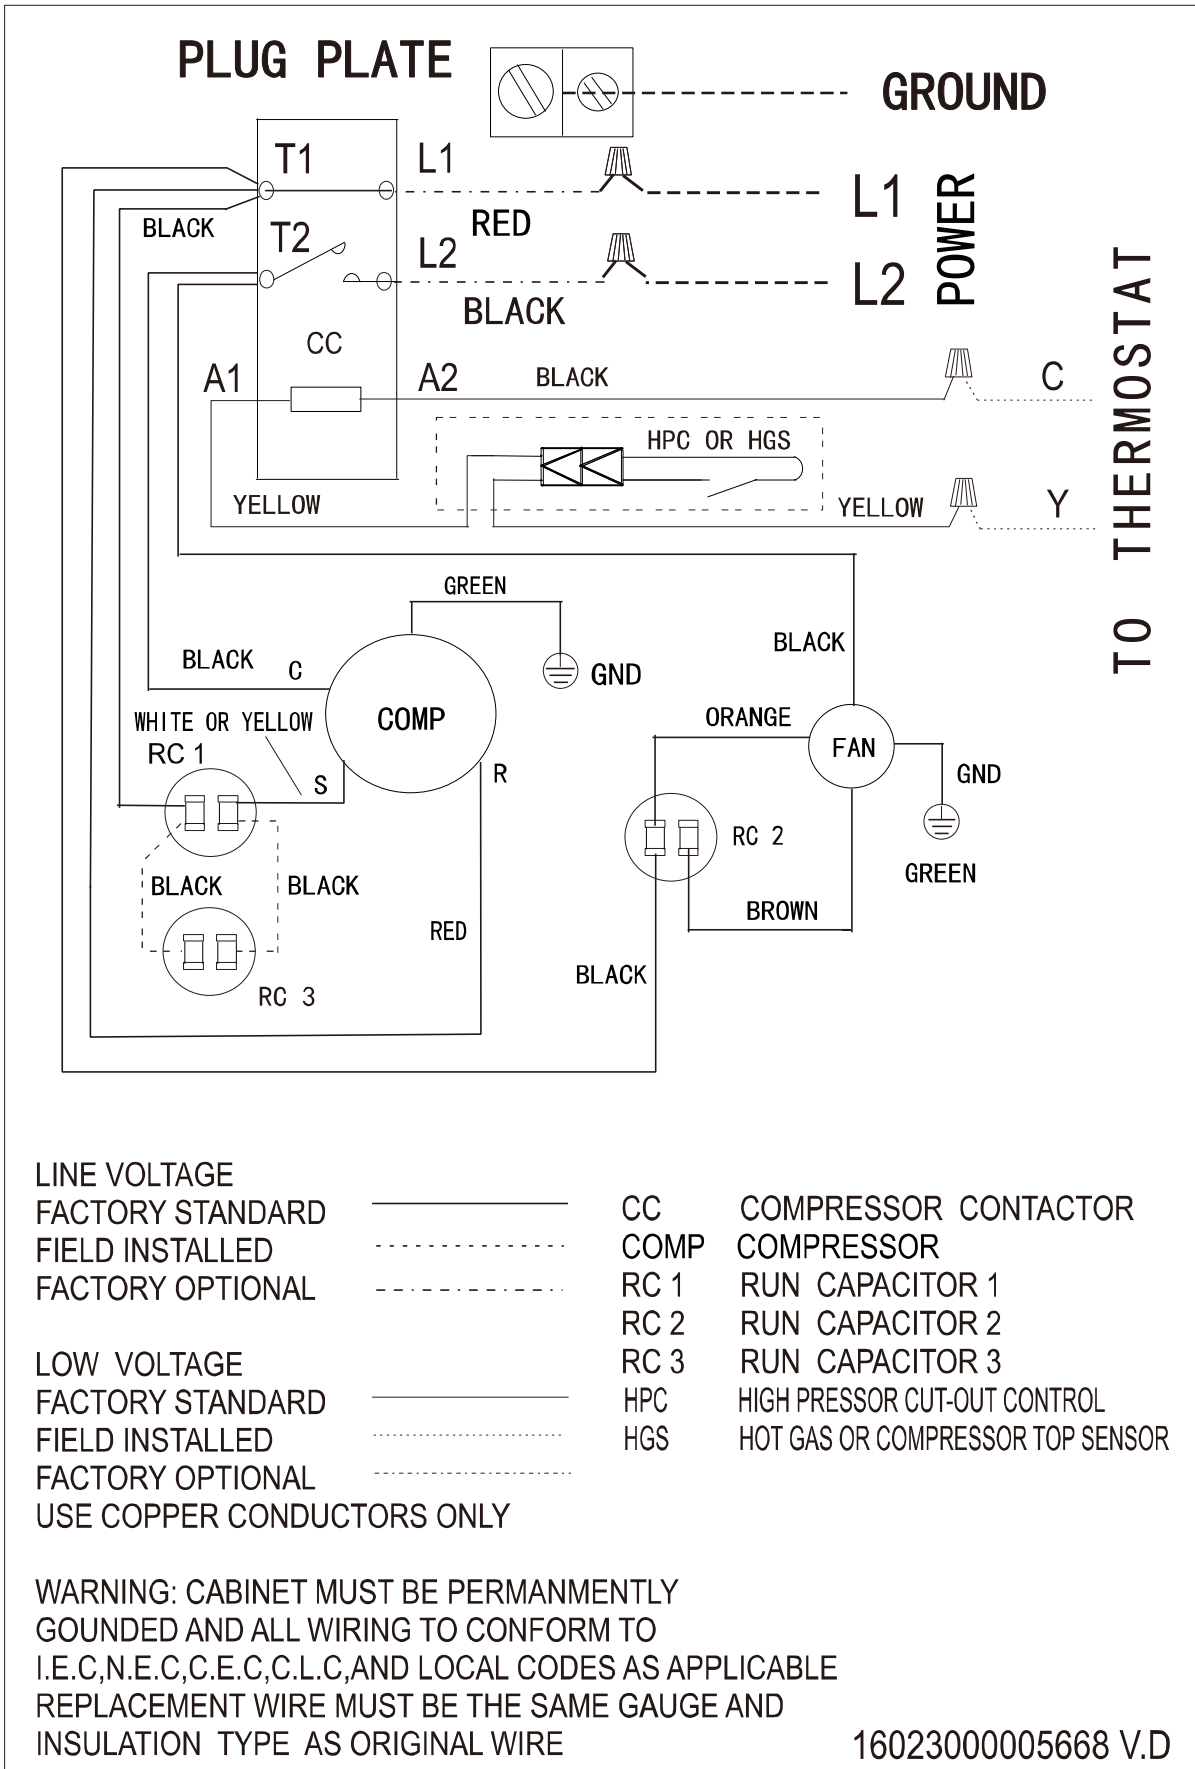 PLUG PLATE
GROUND
T1
L1
L1
BLACK
RED
T2
L2
L2
BLACK
POWER
CC
A1
A2
BLACK
C
HPC OR HGS
YELLOW
YELLOW
Y
TO THERMOSTAT
GREEN
BLACK
C
GND
BLACK
WHITE OR YELLOW
COMP
ORANGE
RC 1
FAN
S
R
GND
RC 2
BLACK
BLACK
GREEN
BROWN
RED
BLACK
RC 3
LINE VOLTAGE
FACTORY STANDARD
FIELD INSTALLED
FACTORY OPTIONAL
LOW VOLTAGE
FACTORY STANDARD
FIELD INSTALLED
FACTORY OPTIONAL
USE COPPER CONDUCTORS ONLY
CC COMPRESSOR CONTACTOR
COMP COMPRESSOR
RC 1 RUN CAPACITOR 1
RC 2 RUN CAPACITOR 2
RC 3 RUN CAPACITOR 3
HPC HIGH PRESSOR CUT-OUT CONTROL
HGS HOT GAS OR COMPRESSOR TOP SENSOR
WARNING: CABINET MUST BE PERMANMENTLY
GOUNDED AND ALL WIRING TO CONFORM TO
I.E.C,N.E.C,C.E.C,C.L.C,AND LOCAL CODES AS APPLICABLE
REPLACEMENT WIRE MUST BE THE SAME GAUGE AND
INSULATION TYPE AS ORIGINAL WIRE
16023000005668 V.D